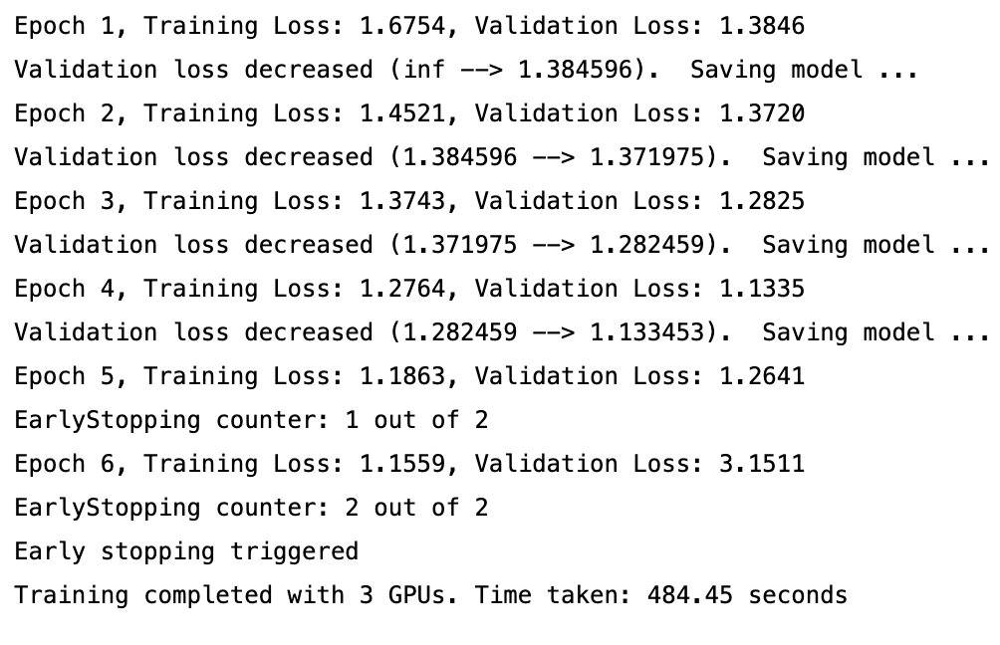 Epoch 1, Training Loss: 1.6754, Validation Loss: 1.3846
Validation loss decreased (inf --> 1.384596).  Saving model ...
Epoch 2, Training Loss: 1.4521, Validation Loss: 1.3720
Validation loss decreased (1.384596 --> 1.371975).  Saving model ...
Epoch 3, Training Loss: 1.3743, Validation Loss: 1.2825
Validation loss decreased (1.371975 --> 1.282459).  Saving model ...
Epoch 4, Training Loss: 1.2764, Validation Loss: 1.1335
Validation loss decreased (1.282459 --> 1.133453).  Saving model ...
Epoch 5, Training Loss: 1.1863, Validation Loss: 1.2641
EarlyStopping counter: 1 out of 2
Epoch 6, Training Loss: 1.1559, Validation Loss: 3.1511
EarlyStopping counter: 2 out of 2
Early stopping triggered
Training completed with 3 GPUs. Time taken: 484.45 seconds